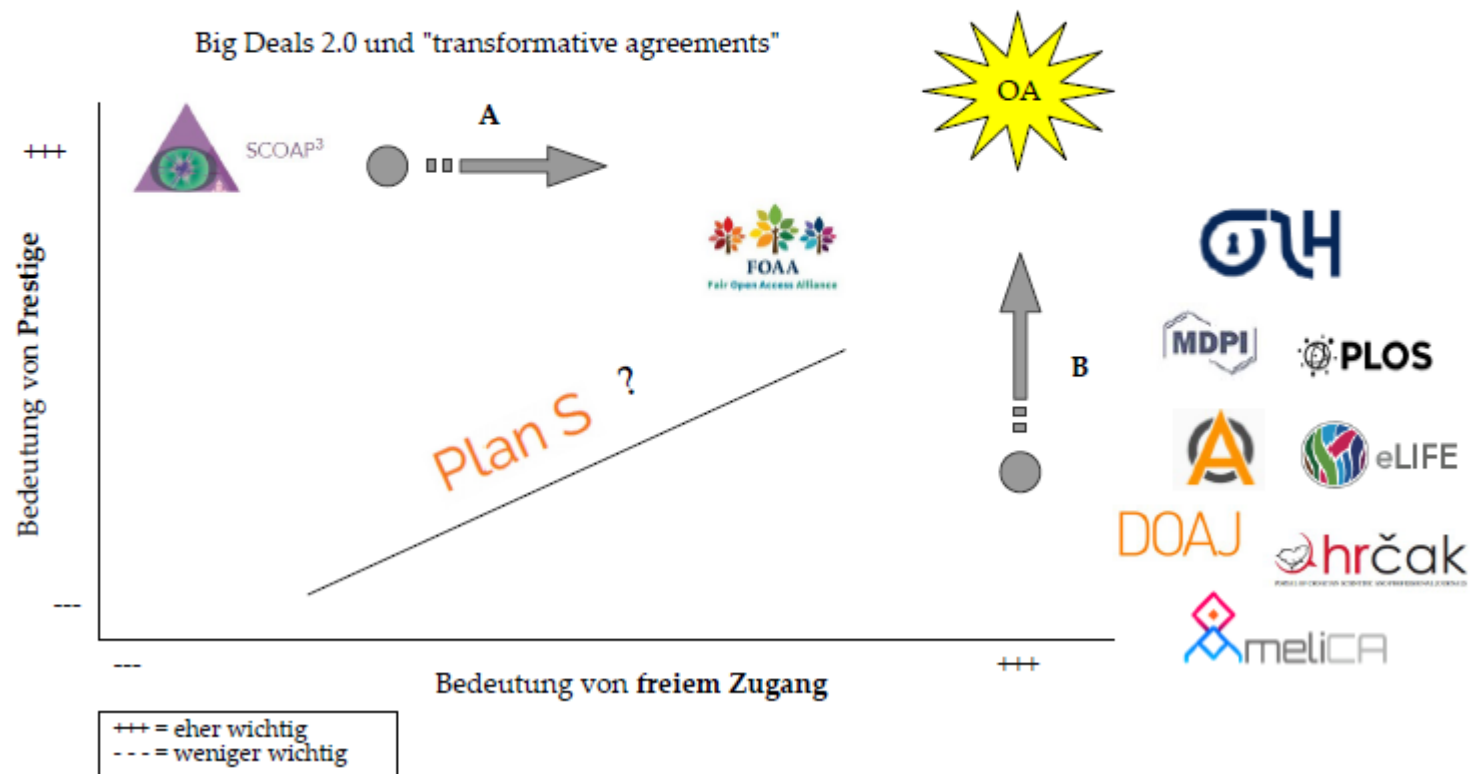 Big Deals 2.0 und "transformative agreements"
OA
A
+++
SCOAP³
FOAA
Fair Open Access Alliance
Bedeutung von Prestige
OLH
MDPI
PLOS
B
Plan S ?
A
eLIFE
DOAJ
hrčak
meliCA
---
---
+++
Bedeutung von freiem Zugang
+++ = eher wichtig
- - - = weniger wichtig